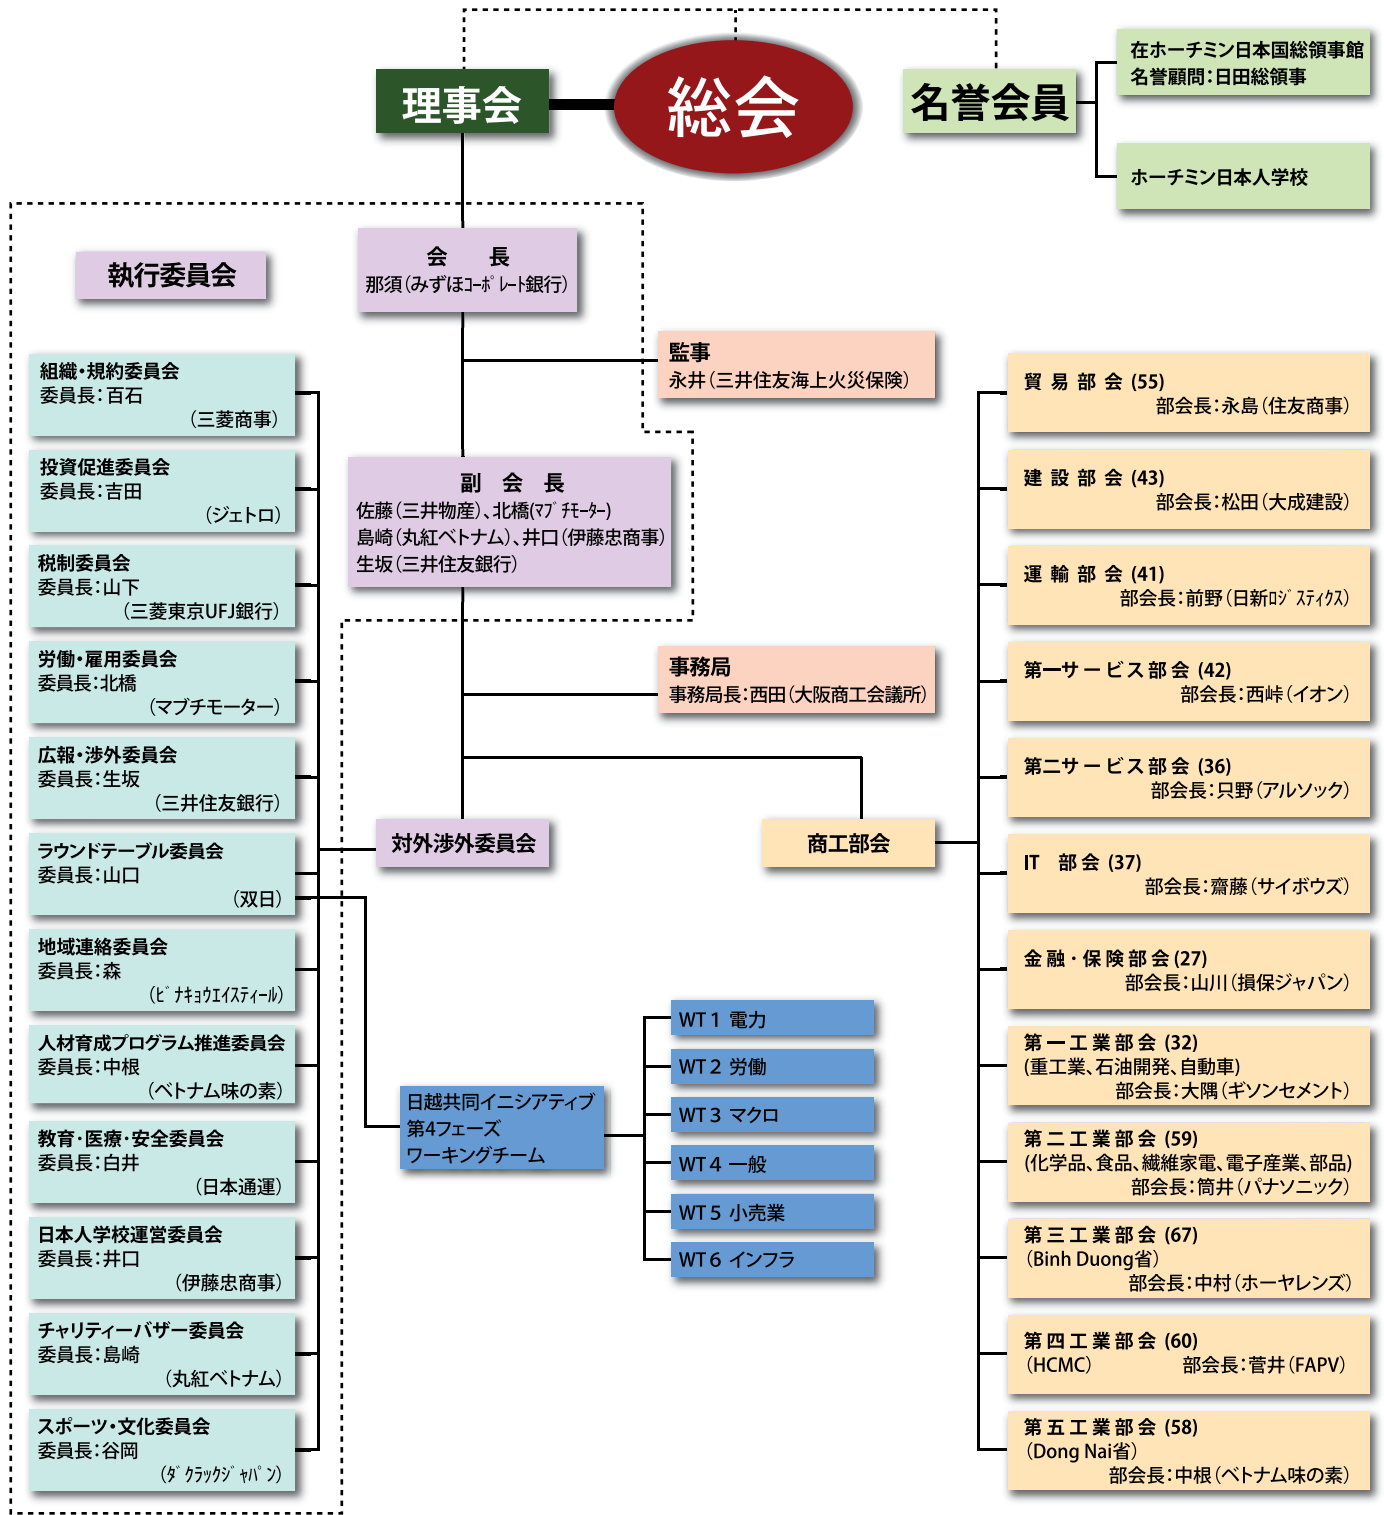 理事会
総会
名誉会員
在ホーチミン日本国総領事館
名誉顧問：日田総領事
ホーチミン日本人学校
執行委員会
会　長
那須（みずほｺｰﾎﾟﾚｰﾄ銀行）
監事
永井（三井住友海上火災保険）
副　会　長
佐藤（三井物産）、北橋(ﾏﾌﾞﾁﾓｰﾀｰ)
島崎（丸紅ベトナム）、井口（伊藤忠商事）
生坂（三井住友銀行）
事務局
事務局長：西田（大阪商工会議所）
対外渉外委員会
商工部会
組織・規約委員会
委員長：百石
（三菱商事）
投資促進委員会
委員長：吉田
（ジェトロ）
税制委員会
委員長：山下
（三菱東京UFJ銀行）
労働・雇用委員会
委員長：北橋
（マブチモーター）
広報・渉外委員会
委員長：生坂
（三井住友銀行）
ラウンドテーブル委員会
委員長：山口
（双日）
地域連絡委員会
委員長：森
（ﾋﾞﾅｷｮｳｴｲｽﾃｨｰﾙ）
人材育成プログラム推進委員会
委員長：中根
（ベトナム味の素）
教育・医療・安全委員会
委員長：白井
（日本通運）
日本人学校運営委員会
委員長：井口
（伊藤忠商事）
チャリティーバザー委員会
委員長：島崎
（丸紅ベトナム）
スポーツ・文化委員会
委員長：谷岡
（ﾀﾞｸﾗｯｸｼﾞｬﾊﾟﾝ）
日越共同イニシアティブ
第4フェーズ
ワーキングチーム
WT1 電力
WT2 労働
WT3 マクロ
WT4 一般
WT5 小売業
WT6 インフラ
貿易部会 (55)
部会長：永島（住友商事）
建設部会 (43)
部会長：松田（大成建設）
運輸部会 (41)
部会長：前野（日新ﾛｼﾞｽﾃｨｸｽ）
第一サービス部会 (42)
部会長：西峠（イオン）
第二サービス部会 (36)
部会長：只野（アルソック）
IT　部会 (37)
部会長：齋藤（サイボウズ）
金融・保険部会 (27)
部会長：山川（損保ジャパン）
第一工業部会 (32)
(重工業、石油開発、自動車)
部会長：大隅（ギソンセメント）
第二工業部会 (59)
(化学品、食品、繊維家電、電子産業、部品)
部会長：筒井（パナソニック）
第三工業部会 (67)
（Binh Duong省）
部会長：中村（ホーヤレンズ）
第四工業部会 (60)
（HCMC）　部会長：菅井（FAPV）
第五工業部会 (58)
（Dong Nai省）
部会長：中根（ベトナム味の素）